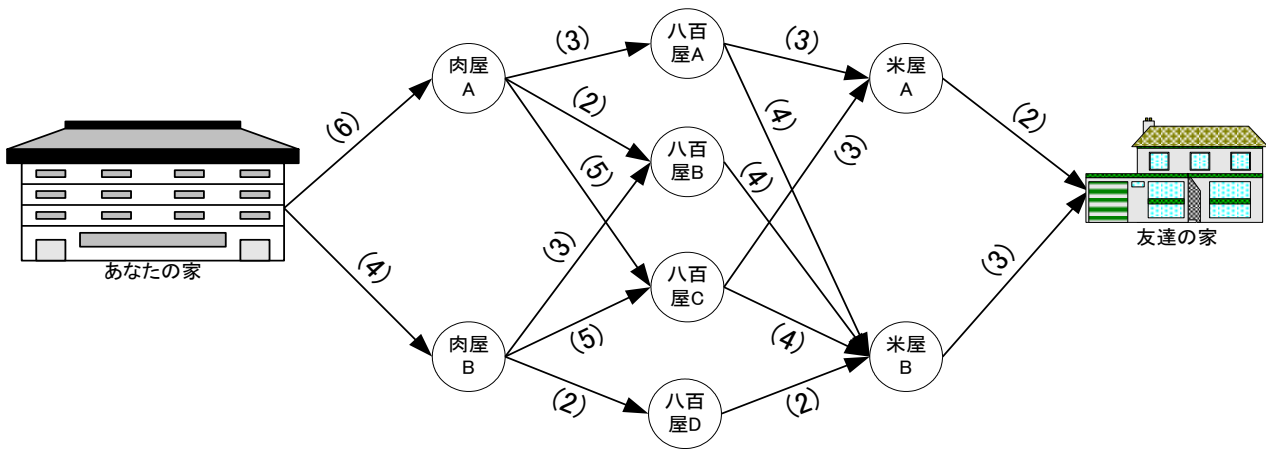 あなたの家
(6)
(4)
肉屋
A
肉屋
B
(3)
(2)
(5)
(3)
(5)
(2)
八百
屋A
八百
屋B
八百
屋C
八百
屋D
(3)
(4)
(4)
(3)
(4)
(2)
米屋
A
米屋
B
(2)
(3)
友達の家